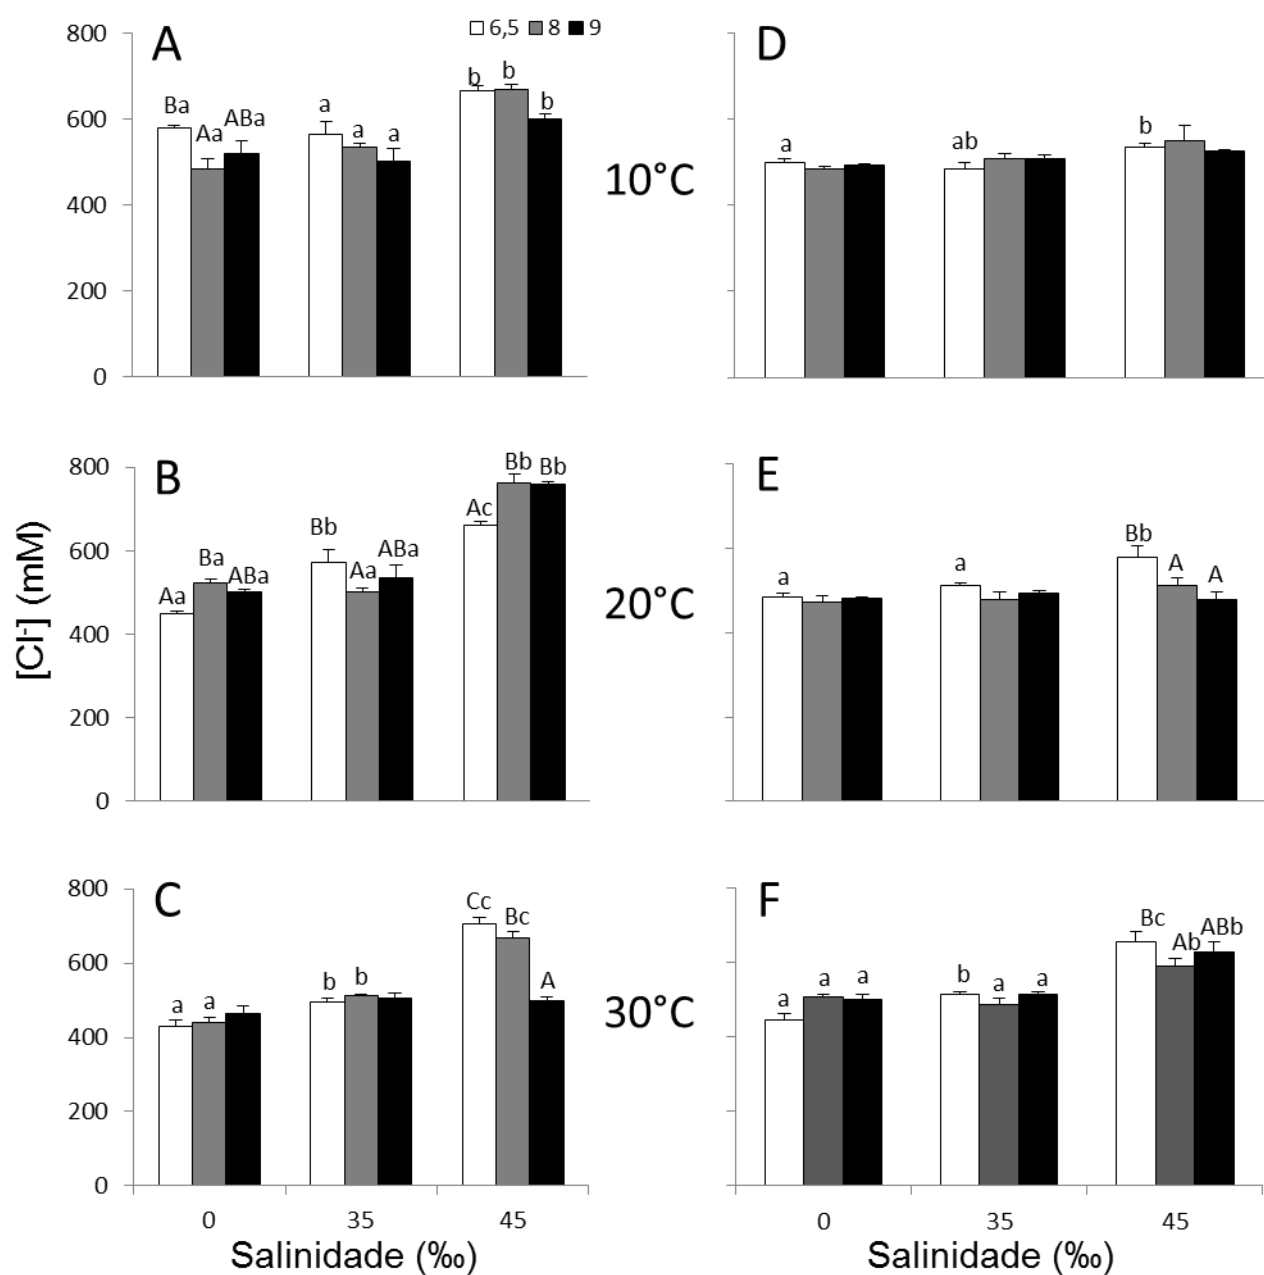 A
6,5 8 9
D
800
600
400
200
0
Ba Aa ABa a a a b b b
10°C
a ab b
B
E
800
600
400
200
0
Aa Ba ABa Bb Aa ABa Ac Bb Bb
20°C
a a Bb A A
[Cl-] (mM)
C
F
800
600
400
200
0
a a b b Cc Bc A
30°C
a a a b a a Bc Ab ABb
0 35 45
0 35 45
Salinidade (‰)
Salinidade (‰)